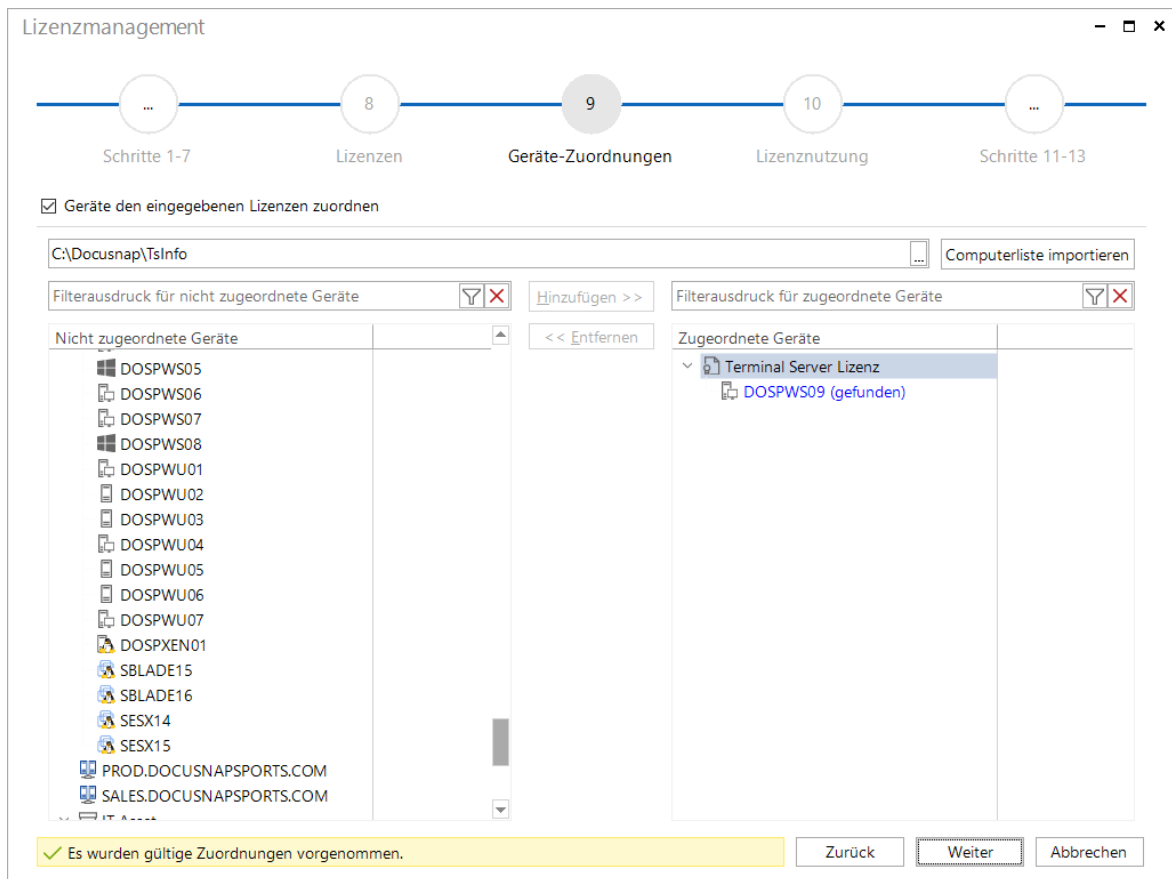 Lizenzmanagement
... 8 9 10 ...
Schritte 1-7 Lizenzen Geräte-Zuordnungen Lizenznutzung Schritte 11-13
Geräte den eingegebenen Lizenzen zuordnen
C:\Docusnap\TsInfo ... Computerliste importieren
Filterausdruck für nicht zugeordnete Geräte Hinzufügen >> Filterausdruck für zugeordnete Geräte
Nicht zugeordnete Geräte << Entfernen Zugeordnete Geräte
DOSPWS05 Terminal Server Lizenz
DOSPWS06 DOSPWS09 (gefunden)
DOSPWS07
DOSPWS08
DOSPWU01
DOSPWU02
DOSPWU03
DOSPWU04
DOSPWU05
DOSPWU06
DOSPWU07
DOSPXEN01
SBLADE15
SBLADE16
SESX14
SESX15
PROD.DOCUSNAPSPORTS.COM
SALES.DOCUSNAPSPORTS.COM
IT Asset
Es wurden gültige Zuordnungen vorgenommen. Zurück Weiter Abbrechen